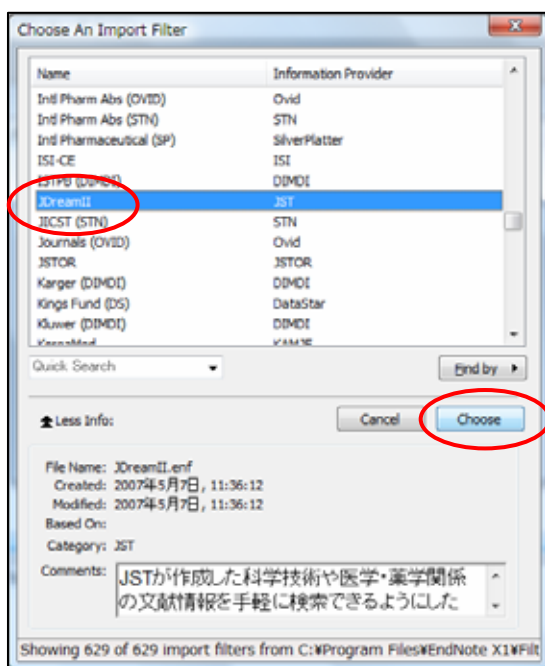 Choose An Import Filter
Name Information Provider
Intl Pharm Abs (OVID) Ovid
Intl Pharm Abs (STN) STN
Intl Pharmaceutical (SP) SilverPlatter
ISI-CE ISI
ISTPB (DIMDI) DIMDI
JDreamII JST
JICST (STN) STN
Journals (OVID) Ovid
JSTOR JSTOR
Karger (DIMDI) DIMDI
Kings Fund (DS) DataStar
Kluwer (DIMDI) DIMDI
Quick Search Find by
Less Info: Cancel Choose
File Name: JDreamII.enf
Created: 2007年5月7日, 11:36:12
Modified: 2007年5月7日, 11:36:12
Based On:
Category: JST
Comments: JSTが作成した科学技術や医学・薬学関係
の文献情報を手軽に検索できるようにした
Showing 629 of 629 import filters from C:¥Program Files¥EndNote X1¥Filt